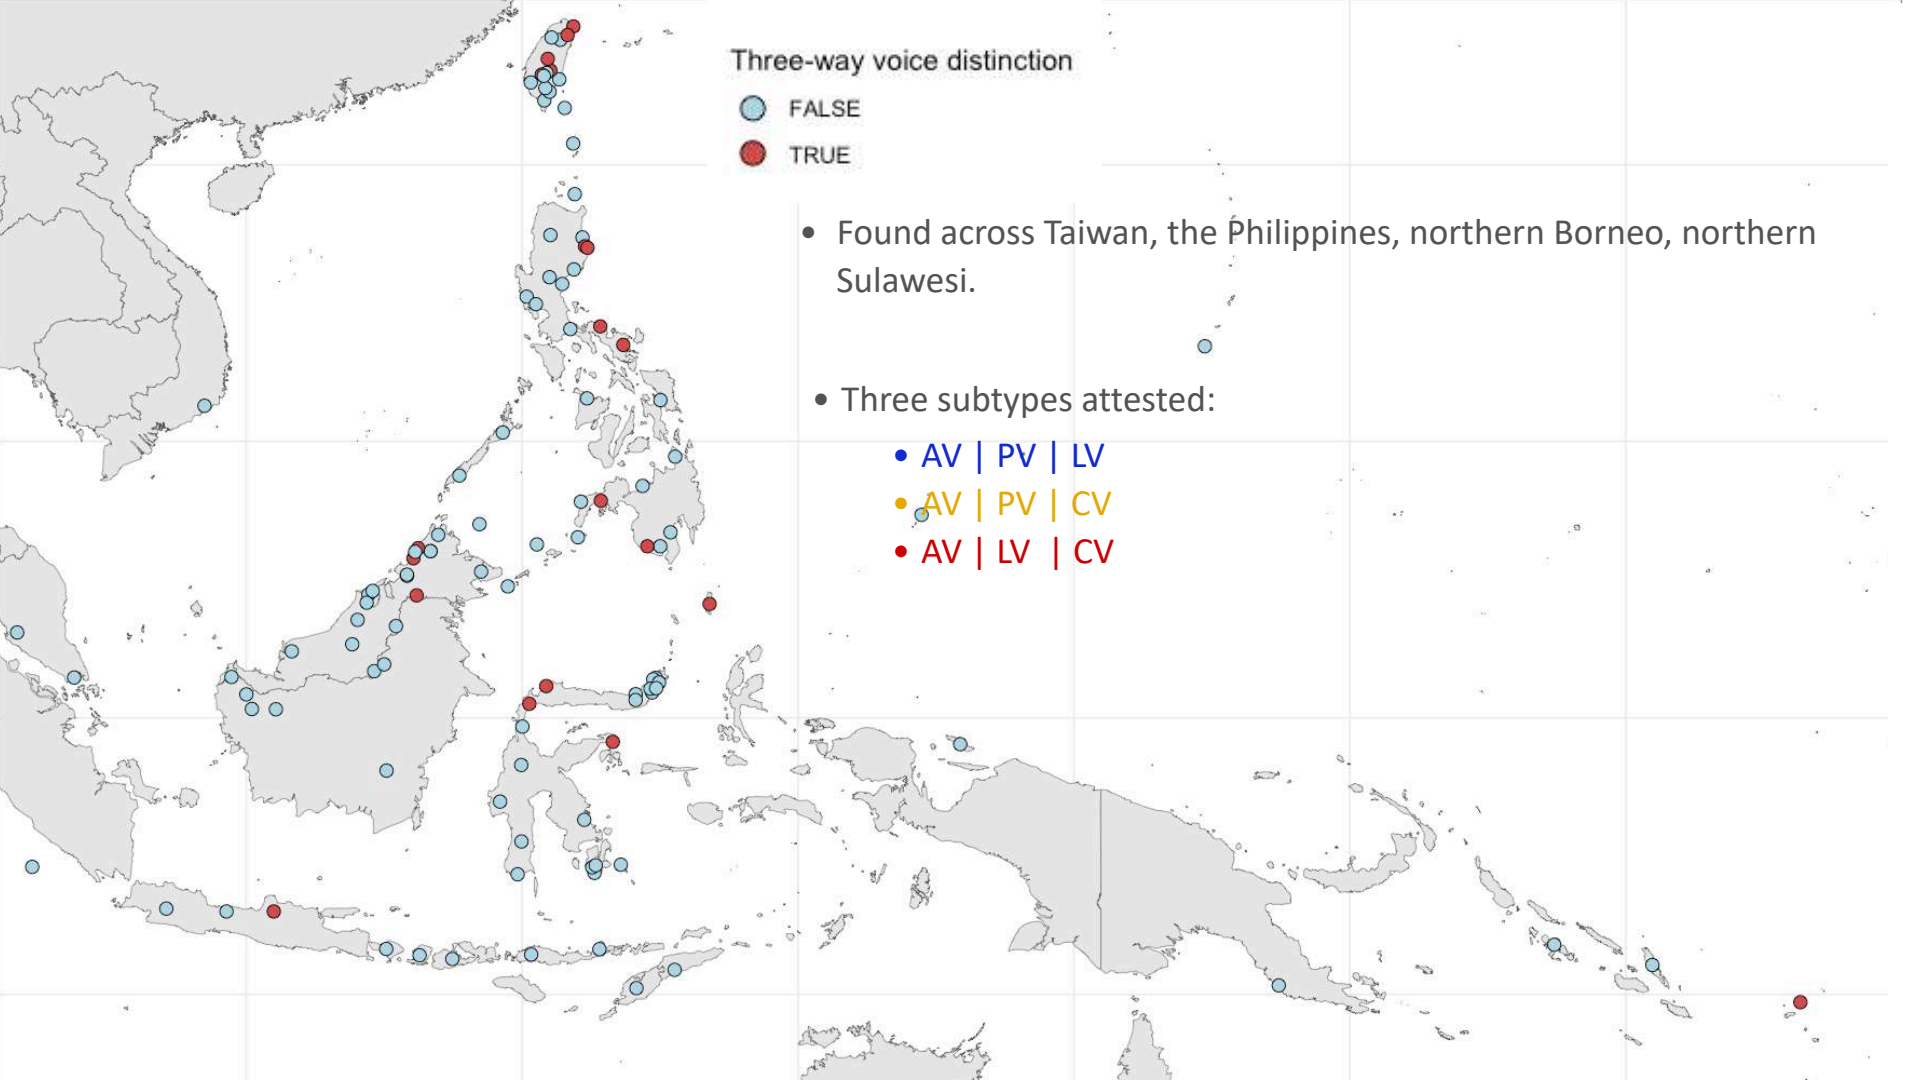 Three-way voice distinction
FALSE
TRUE
• Found across Taiwan, the Philippines, northern Borneo, northern
Sulawesi.
• Three subtypes attested:
• AV | PV | LV
• AV | PV | CV
• AV | LV | CV